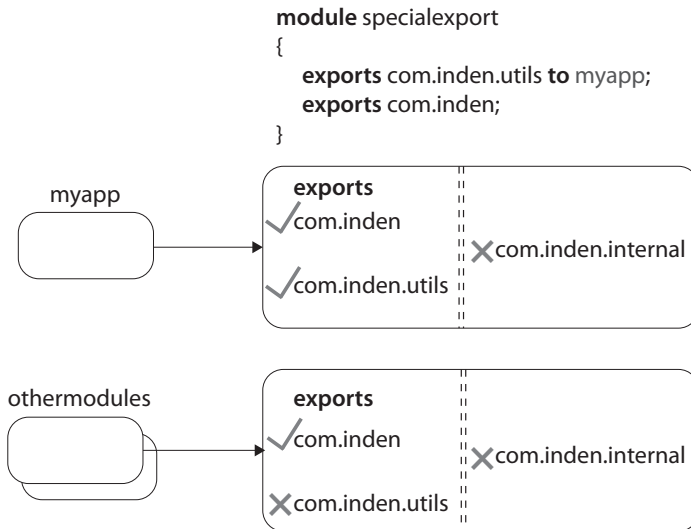 module specialexport
{
exports com.inden.utils to myapp;
exports com.inden;
}
myapp
exports
com.inden
com.inden.utils
com.inden.internal
othermodules
exports
com.inden
com.inden.utils
com.inden.internal